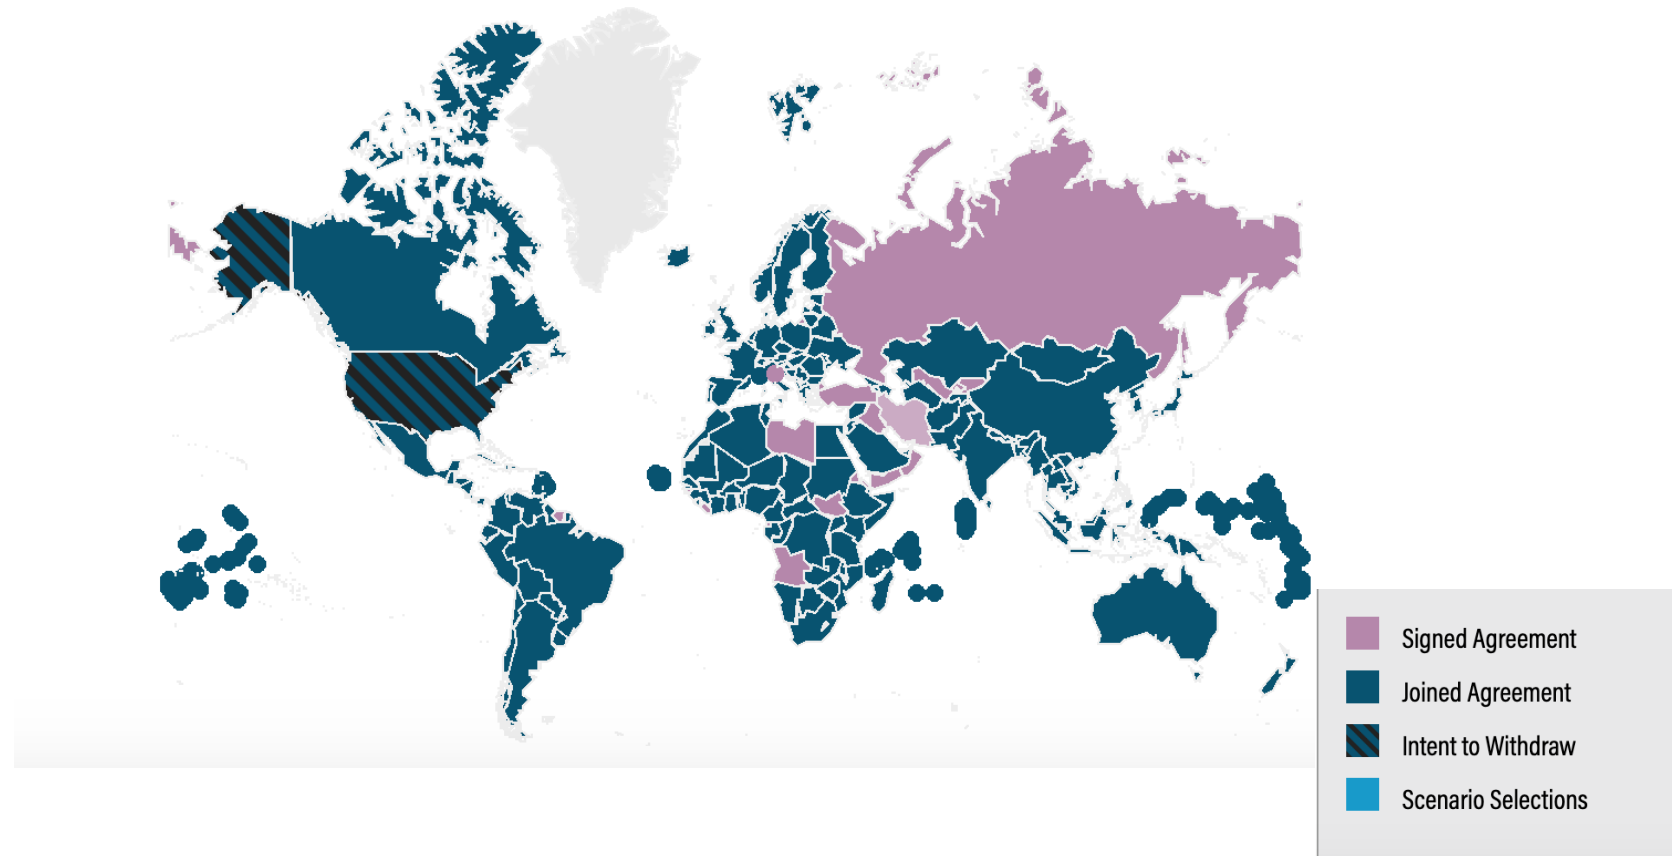 Signed Agreement
Joined Agreement
Intent to Withdraw
Scenario Selections